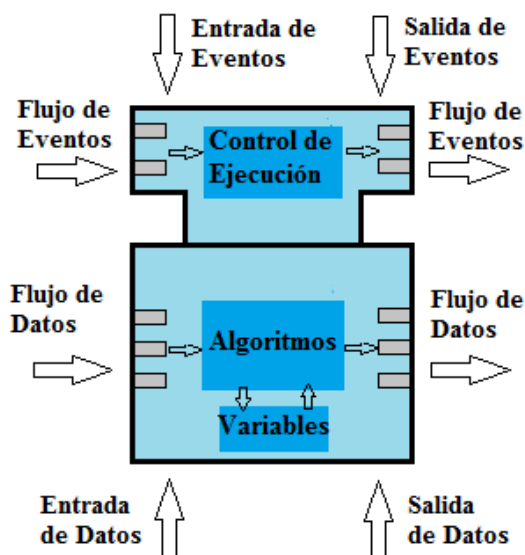 Entrada de
Eventos
Salida de
Eventos
Flujo de
Eventos
Control de
Ejecución
Flujo de
Eventos
Flujo de
Datos
Algoritmos
Variables
Flujo de
Datos
Entrada
de Datos
Salida
de Datos